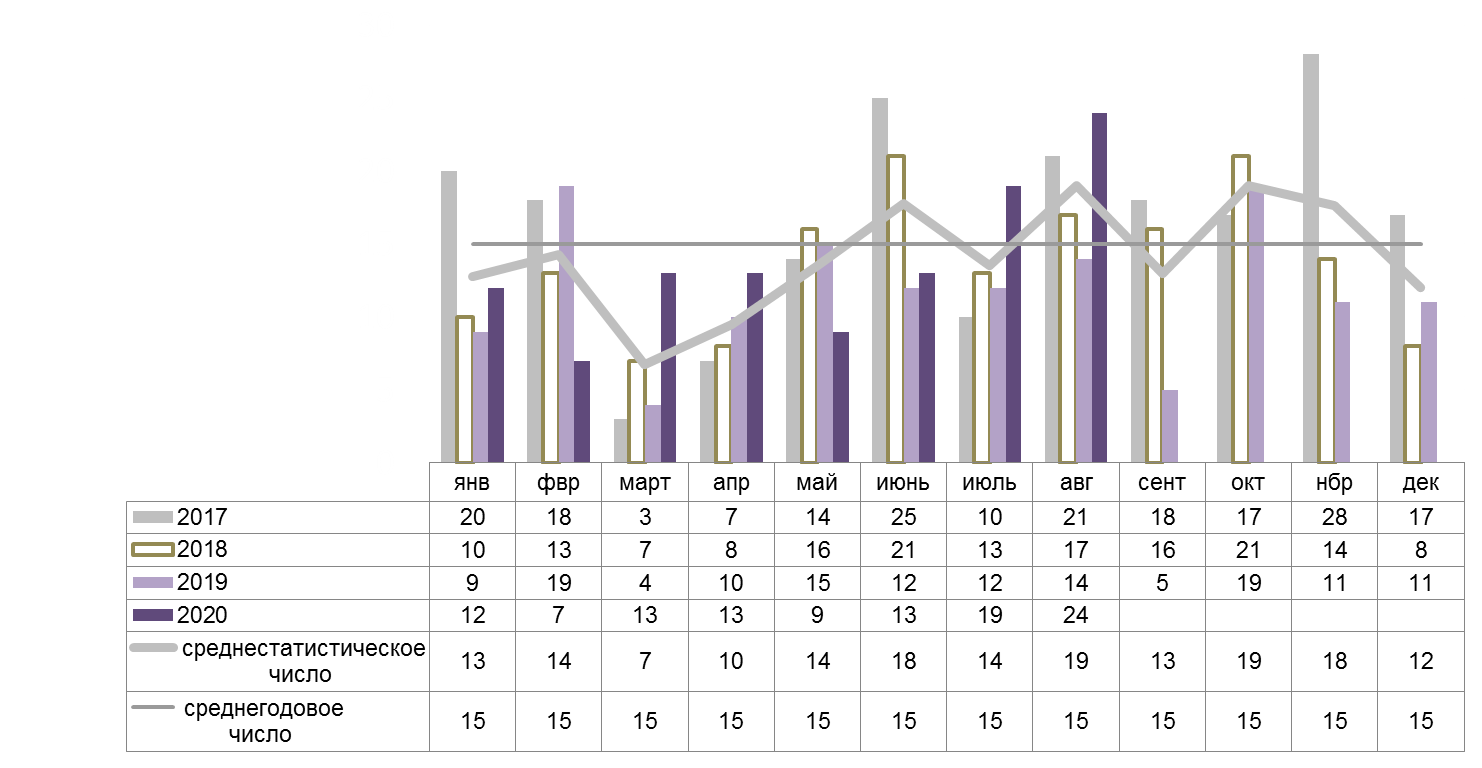 янв фвр март апр май июнь июль авг сент окт нбр дек
2017 20 18 3 7 14 25 10 21 18 17 28 17
2018 10 13 7 8 16 21 13 17 16 21 14 8
2019 9 19 4 10 15 12 12 14 5 19 11 11
2020 12 7 13 13 9 13 19 24
среднестатистическое
число 13 14 7 10 14 18 14 19 13 19 18 12
среднегодовое
число 15 15 15 15 15 15 15 15 15 15 15 15